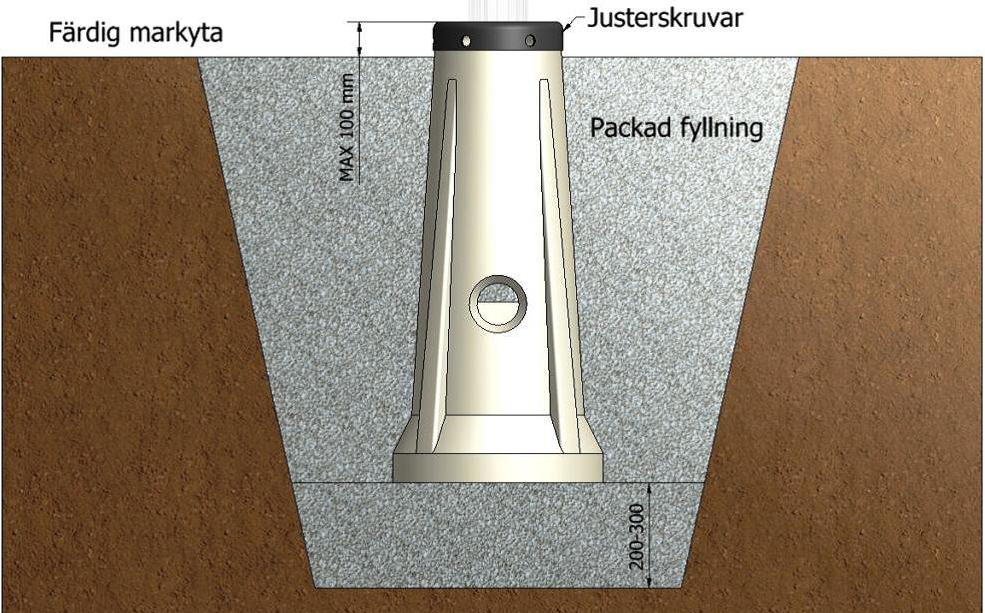 Justerskruvar
Färdig markyta
MAX 100 mm
Packad fyllning
200-300